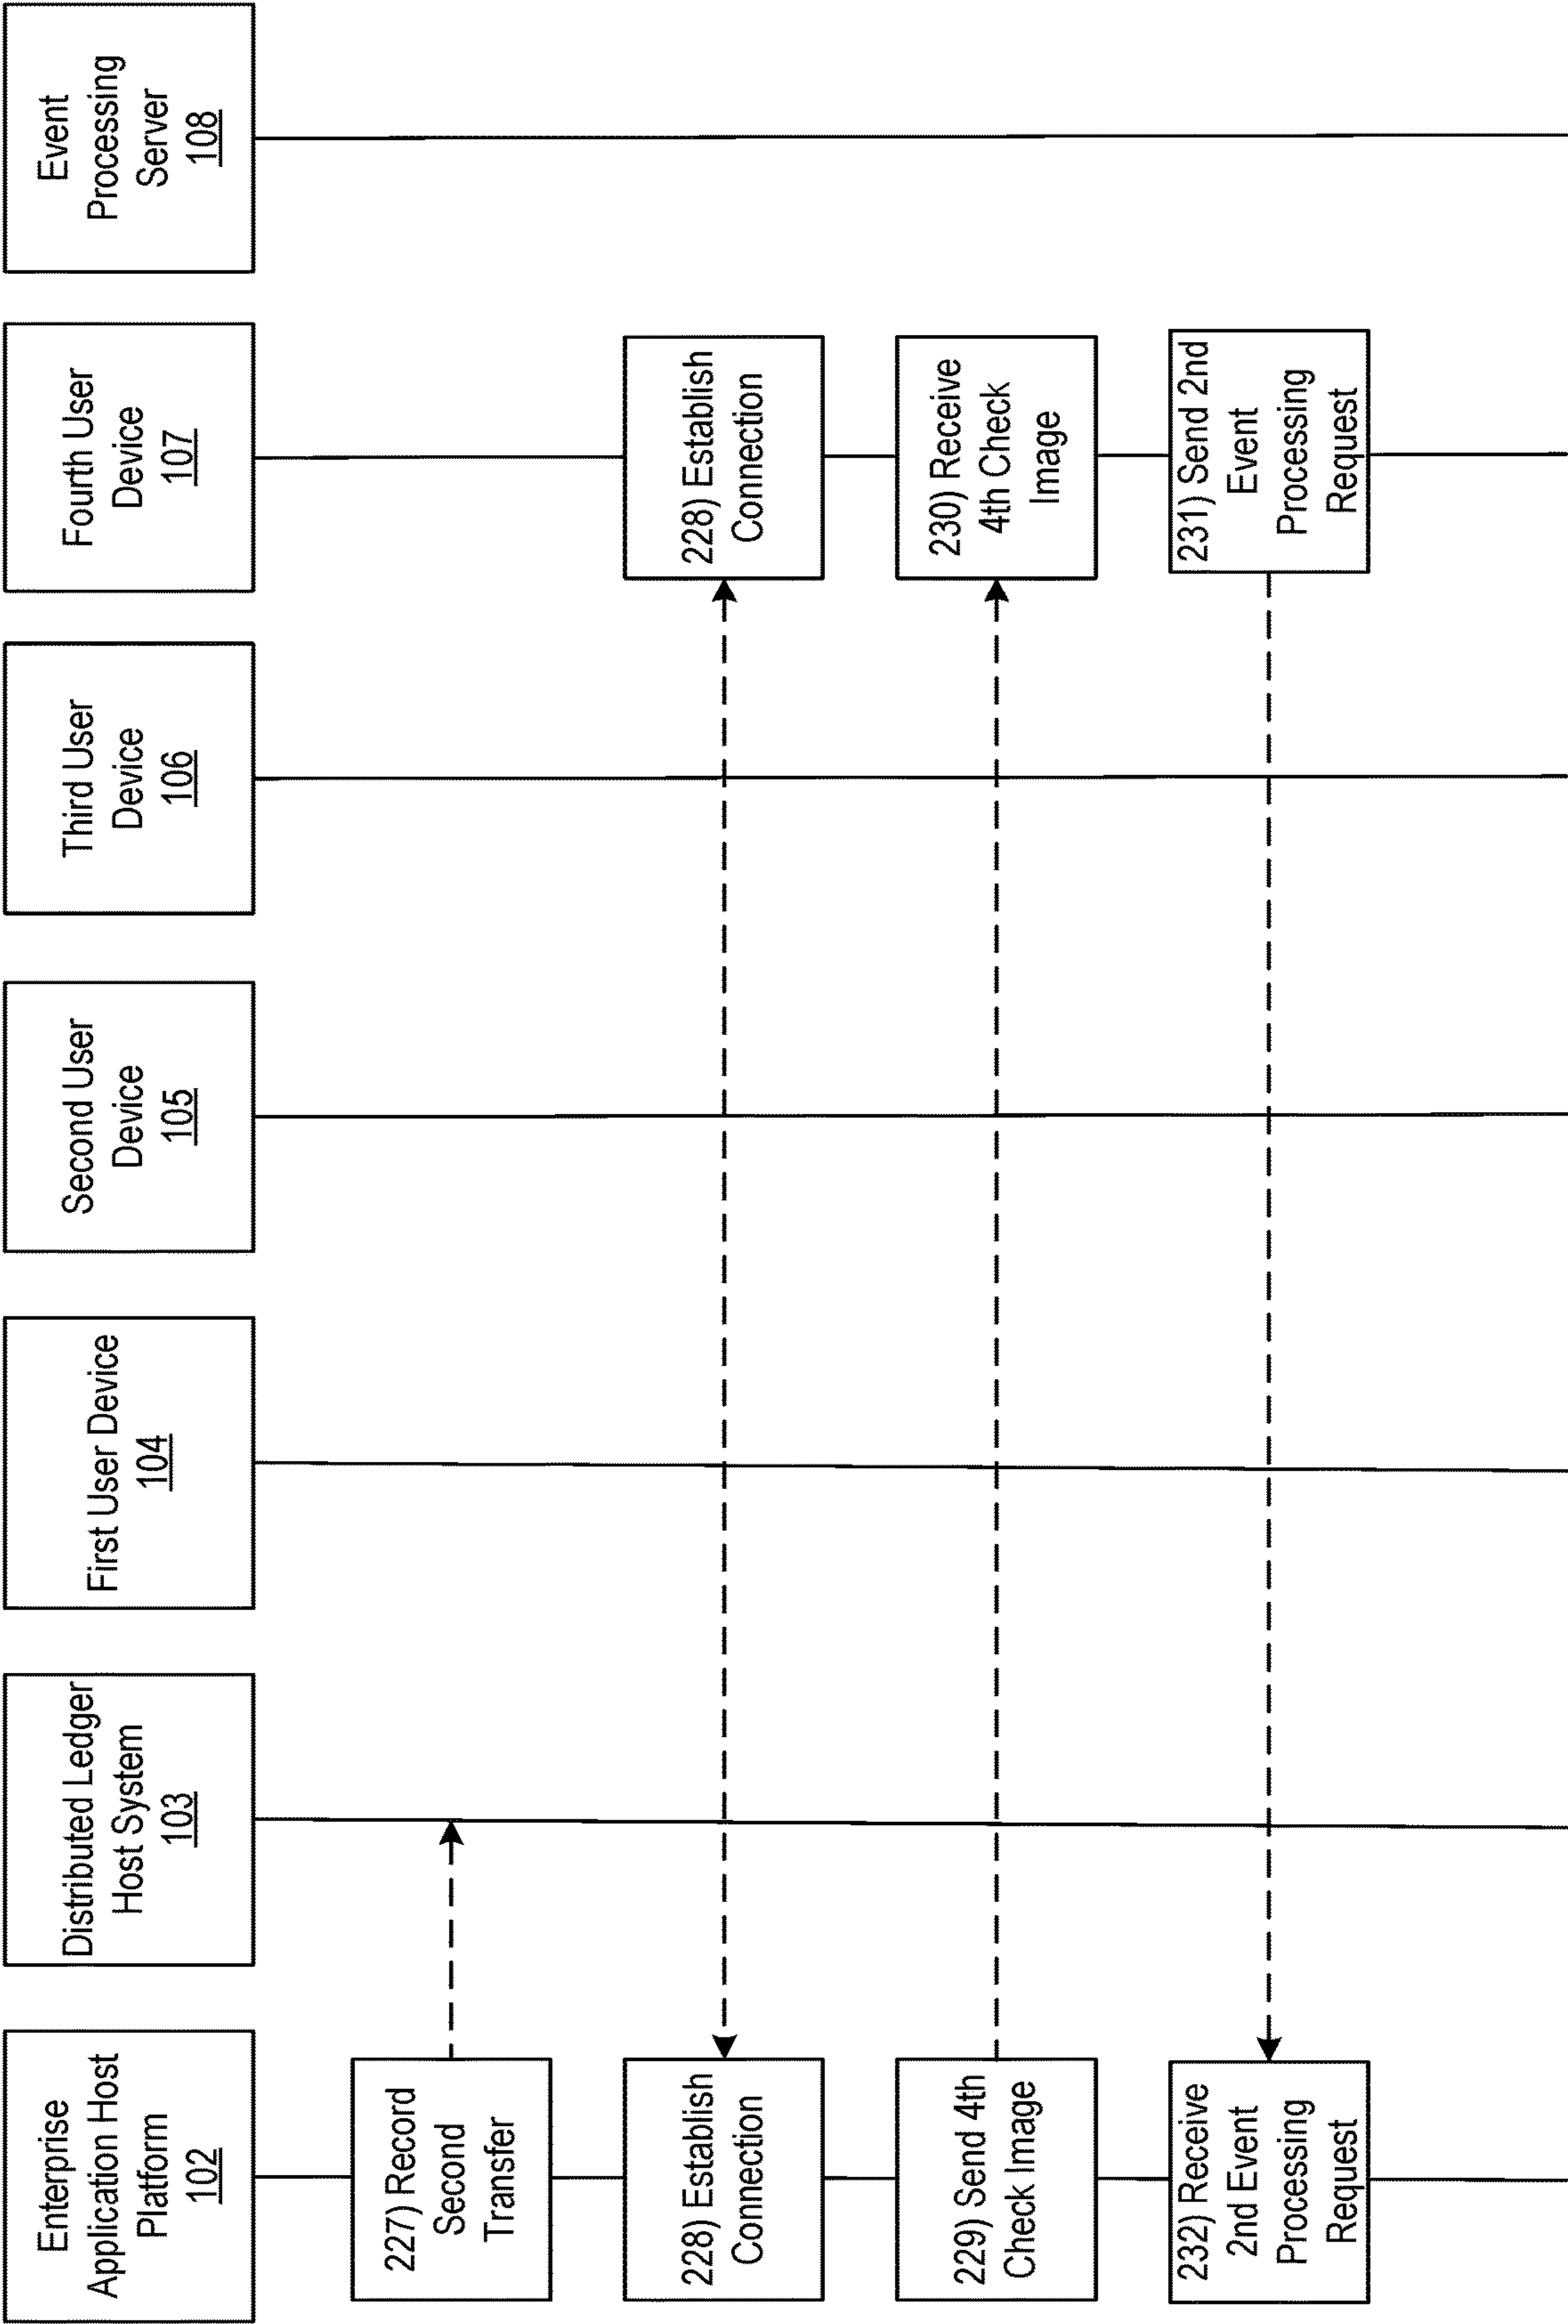 Enterprise
Application Host
Platform
102
Distributed Ledger
Host System
103
First User Device
104
Second User
Device
105
Third User
Device
106
Fourth User
Device
107
Event
Processing
Server
108
227) Record
Second
Transfer
228) Establish
Connection
228) Establish
Connection
229) Send 4th
Check Image
230) Receive
4th Check
Image
231) Send 2nd
Event
Processing
Request
232) Receive
2nd Event
Processing
Request